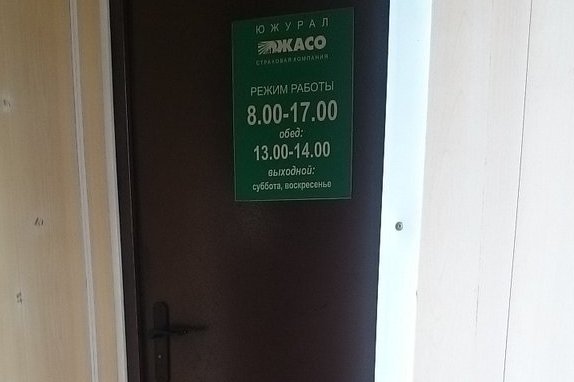 ЮЖУРАЛ
ЖАСО
СТРАХОВАЯ КОМПАНИЯ
РЕЖИМ РАБОТЫ
8.00-17.00
обед:
13.00-14.00
выходной:
суббота, воскресенье